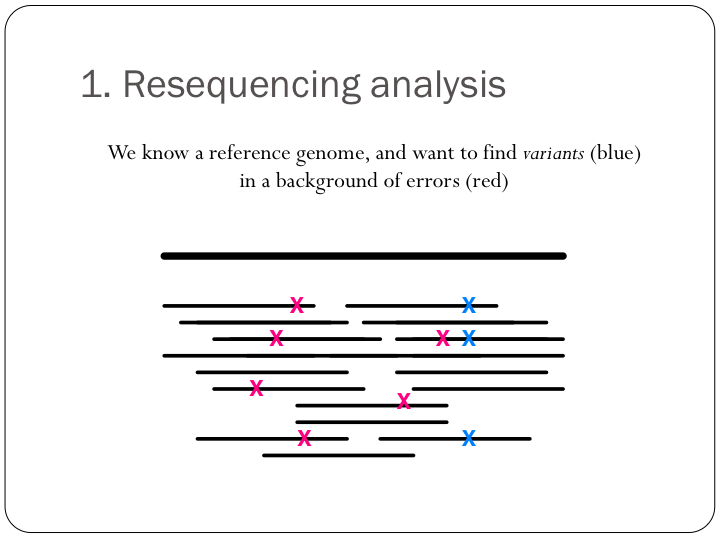 1. Resequencing analysis
We know a reference genome, and want to find variants (blue)
in a background of errors (red)
X X
X X X
X
X
X X